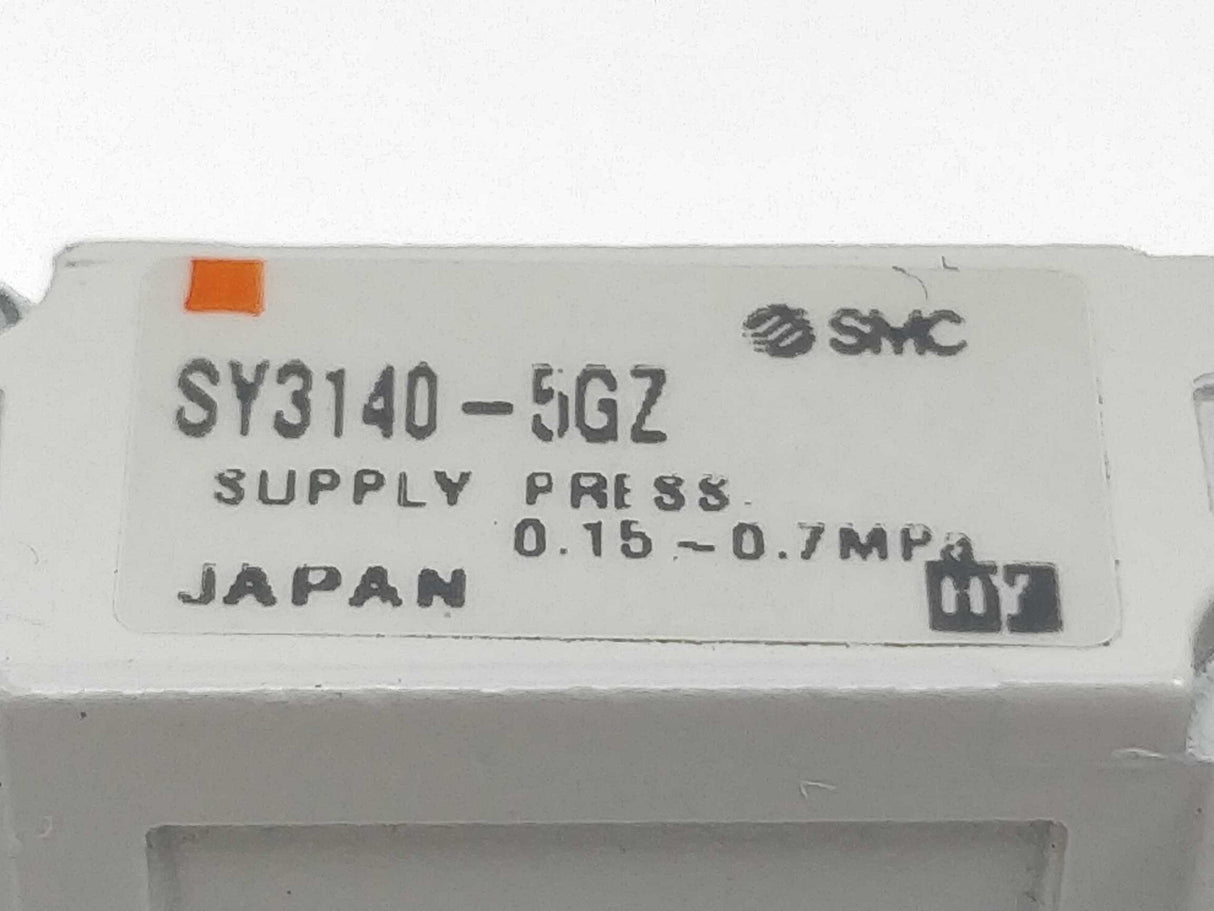 SMC
SY3140-5GZ
SUPPLY PRESS.
0.15~0.7MPa
JAPAN